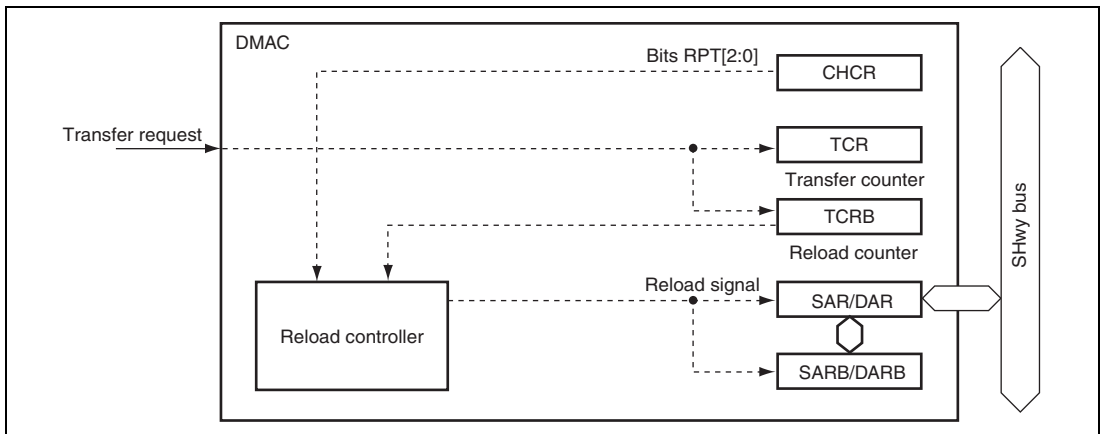 DMAC
Bits RPT[2:0]
CHCR
Transfer request
TCR
Transfer counter
TCRB
Reload counter
Reload signal
SAR/DAR
Reload controller
SARB/DARB
SHwy bus